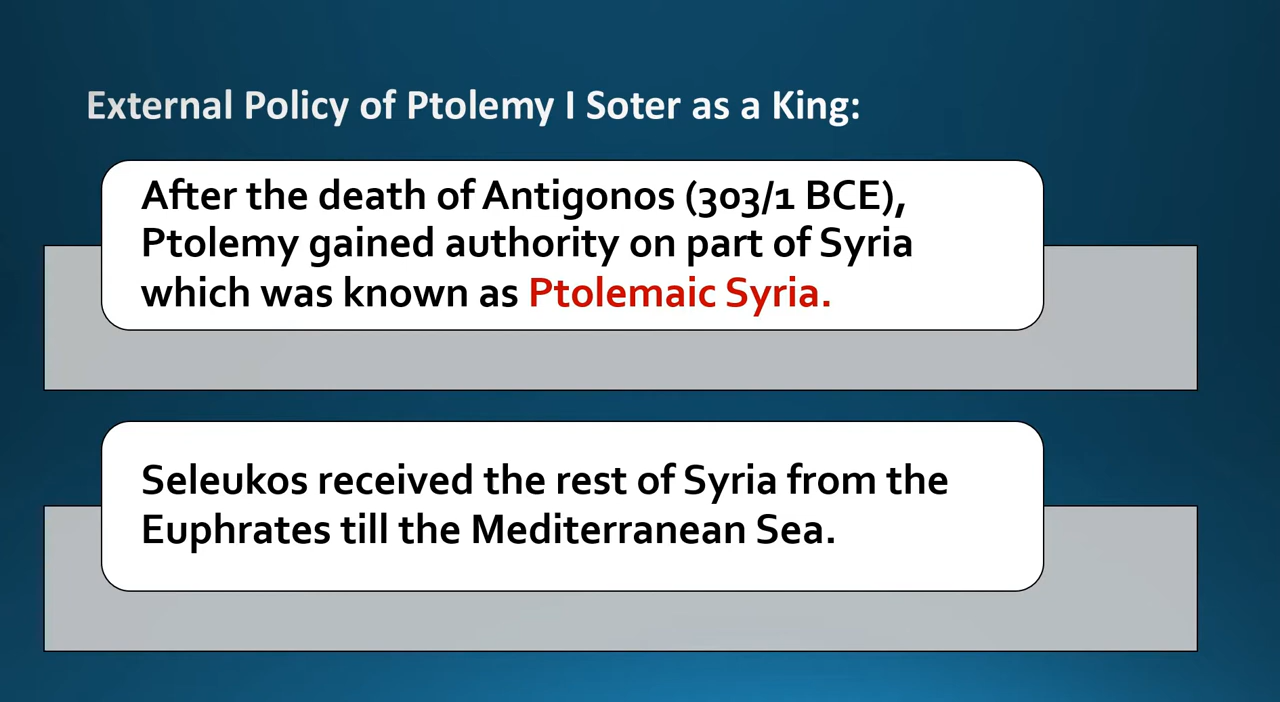 External Policy of Ptolemy I Soter as a King:
After the death of Antigonos (303/1 BCE),
Ptolemy gained authority on part of Syria
which was known as Ptolemaic Syria.
Seleukos received the rest of Syria from the
Euphrates till the Mediterranean Sea.